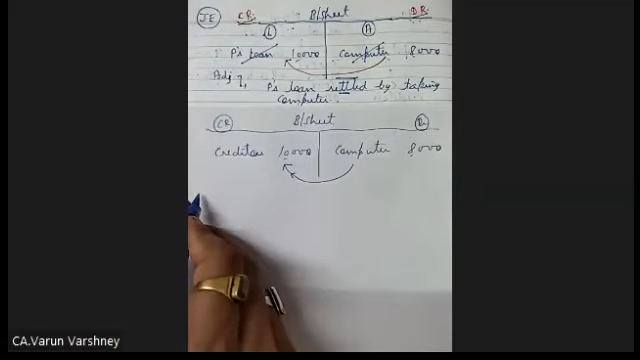 JE CR. B/Sheet DR.
L A
P's Loan 10000 Computer 8000
Adj 7, P's loan settled by taking
Computer.
CR B/Sheet Dr
Creditors 10000 Computer 8000
CA.Varun Varshney